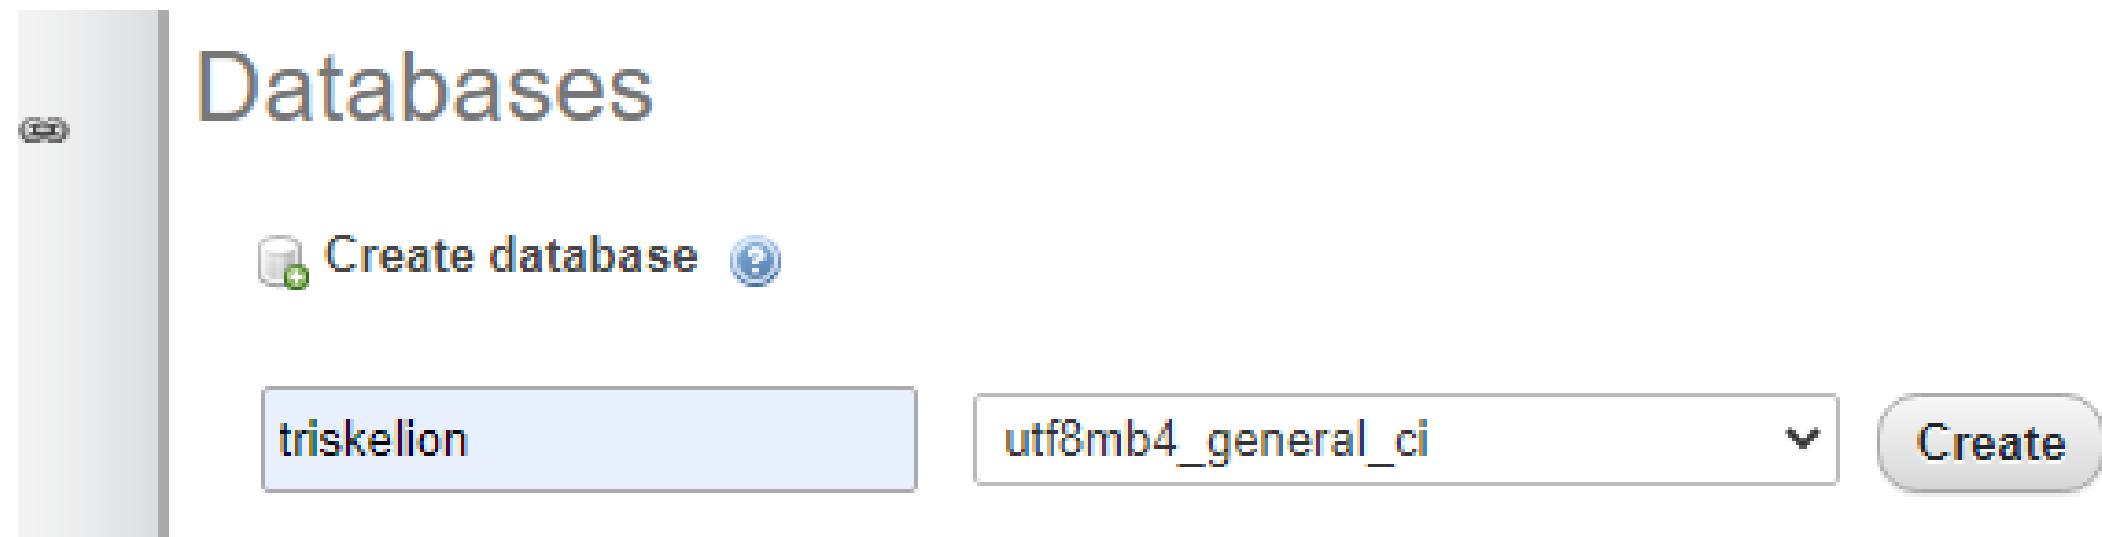 Databases
Create database
triskelion utf8mb4_general_ci Create